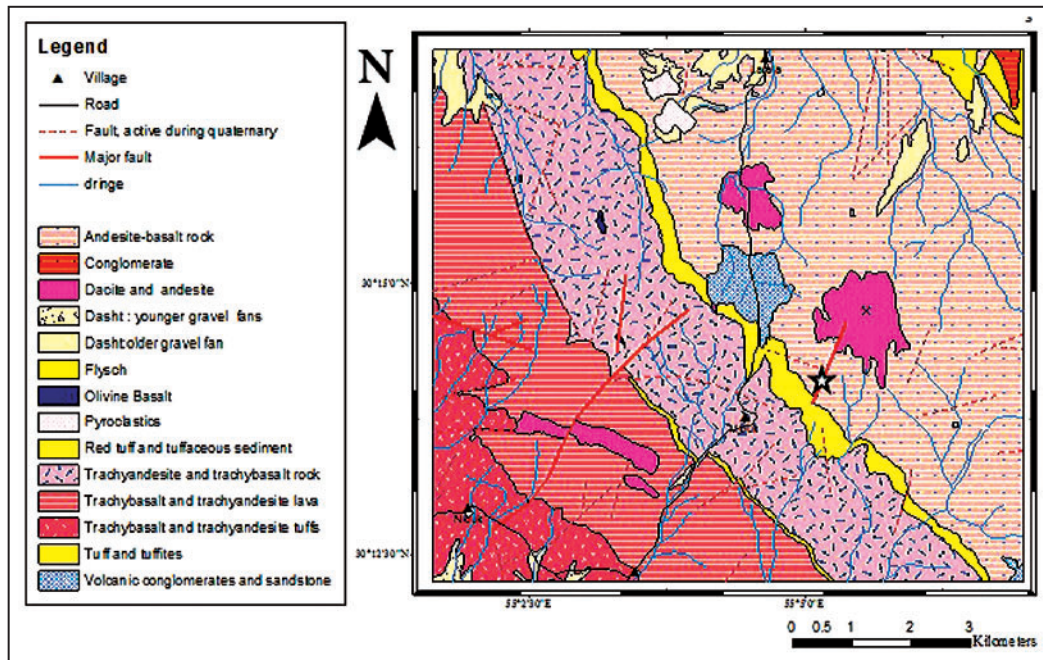 Legend
Village
Road
Fault, active during quaternary
Major fault
dringe
Andesite-basalt rock
Conglomerate
Dacite and andesite
Dasht : younger gravel fans
Dasht:older gravel fan
Flysch
Olivine Basalt
Pyroclastics
Red tuff and tuffaceous sediment
Trachyandesite and trachybasalt rock
Trachybasalt and trachyandesite lava
Trachybasalt and trachyandesite tuffs
Tuff and tuffites
Volcanic conglomerates and sandstone
N
30°15'0"N
30°12'30"N
55°2'30"E
55°5'0"E
0 0.5 1 2 3
Kilometers